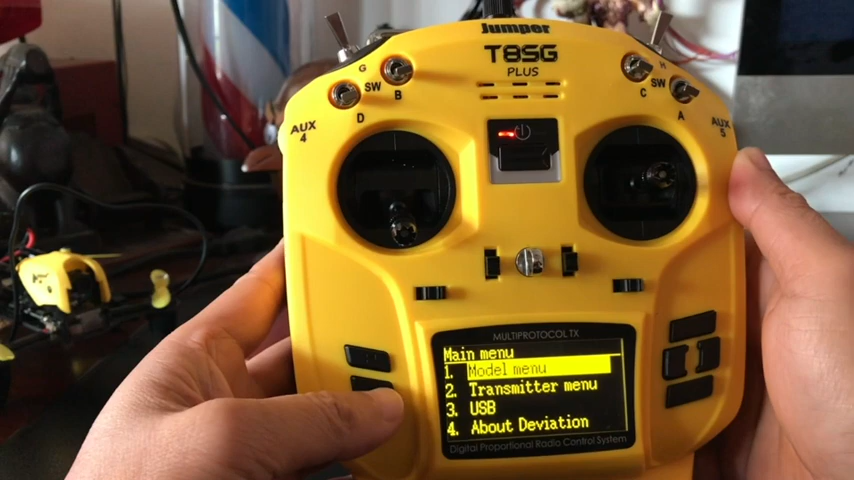 Jumper
T8SG
PLUS
G
SW
B
D
H
SW
C
A
AUX
4
AUX
5
MULTIPROTOCOL TX
Main menu
1. Model menu
2. Transmitter menu
3. USB
4. About Deviation
Digital Proportional Radio Control System